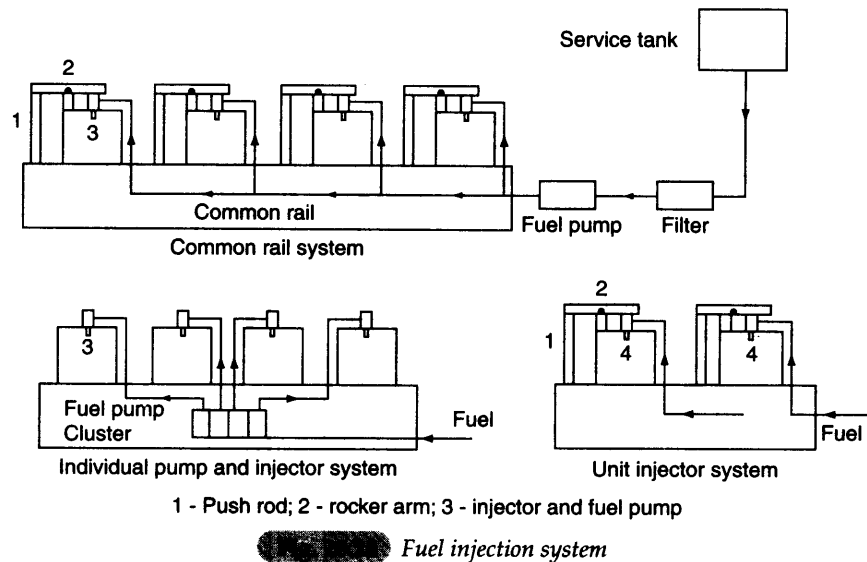 Service tank
2
1
3
Common rail
Fuel pump
Filter
Common rail system
3
Fuel pump
Cluster
Fuel
Individual pump and injector system
2
1
4
4
Fuel
Unit injector system
1 - Push rod; 2 - rocker arm; 3 - injector and fuel pump
Fuel injection system